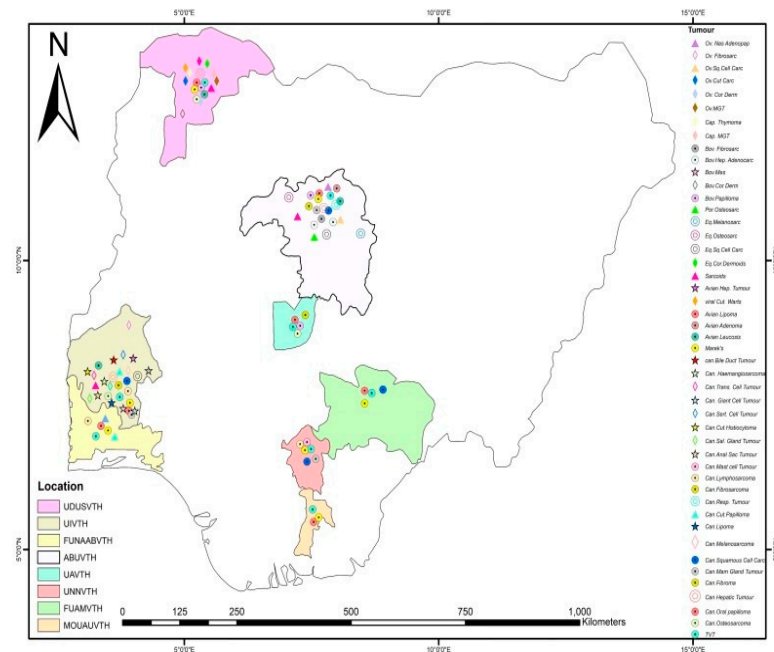 5°0'0"E
10°0'0"E
15°0'0"E
N
10°0'0"N
10°0'0"N
5°0'0"N
5°0'0"N
Location
UDUSVTH
UIVTH
FUNAABVTH
ABUVTH
UAVTH
UNNVTH
FUAMVTH
MOUAUVTH
0 125 250 500 750 1,000
Kilometers
5°0'0"E
10°0'0"E
15°0'0"E
Tumour
Ov. Nas Adenopap
Ov. Fibrosarc
Ov.Sq.Cell Carc
Ov.Cut Carc
Ov. Cor Derm
Ov.MGT
Cap. Thymoma
Cap. MGT
Bov. Fibrosarc
Bov.Hep. Adenocarc
Bov.Mes
Bov.Cor Derm
Bov.Papilloma
Por.Osteosarc
Eq.Melanosarc
Eq.Osteosarc
Eq.Sq.Cell Carc
Eq.Cor.Dermoids
Sarcoids
Avian Hep. Tumour
viral Cut. Warts
Avian Lipoma
Avian Adenoma
Avian Leucosis
Marek's
can Bile Duct Tumour
Can. Haemangiosarcoma
Can Trans. Cell Tumour
Can. Giant Cell Tumour
Can Sert. Cell Tumour
Can Cut Histocytoma
Can Sal. Gland Tumour
Can Anal Sac Tumour
Can Mast cell Tumour
Can.Lymphosarcoma
Can Fibrosarcoma
Can Resp. Tumour
Can Cut Papilloma
Can Lipoma
Can Melanosarcoma
Can Squamous Cell Carc
Can Mam Gland Tumour
Can Fibroma
Can Hepatic Tumour
Can Oral papilloma
Can Osteosarcoma
TVT